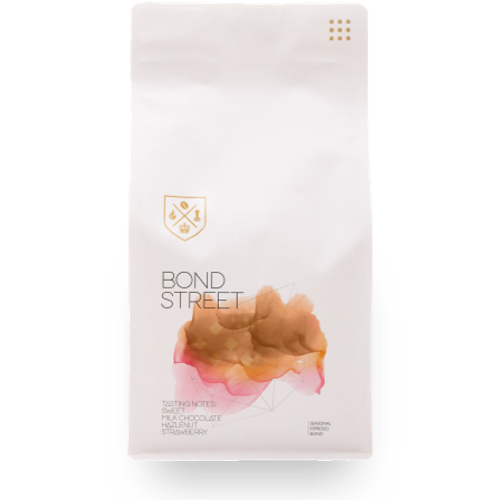 BOND
STREET
TASTING NOTES:
SWEET
MILK CHOCOLATE
HAZLENUT
STRAWBERRY
SEASONAL
ESPRESSO
BLEND